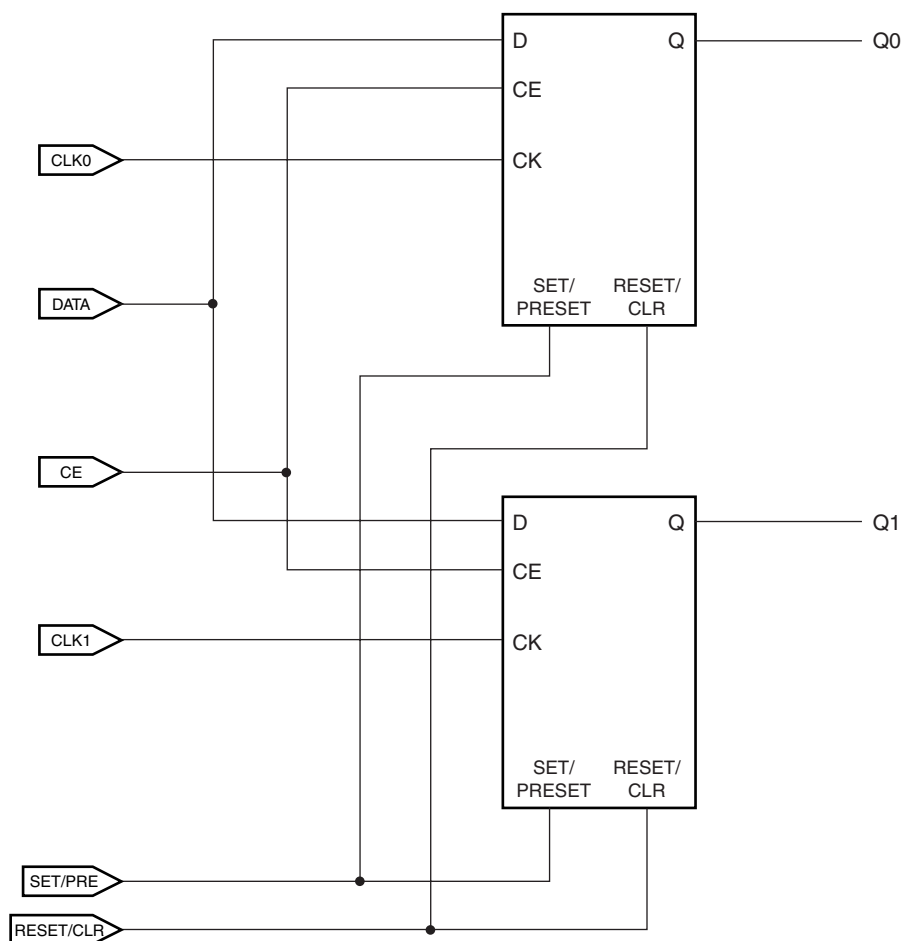 D
Q
Q0
CE
CLK0
CK
SET/
PRESET
RESET/
CLR
DATA
CE
D
Q
Q1
CE
CLK1
CK
SET/
PRESET
RESET/
CLR
SET/PRE
RESET/CLR